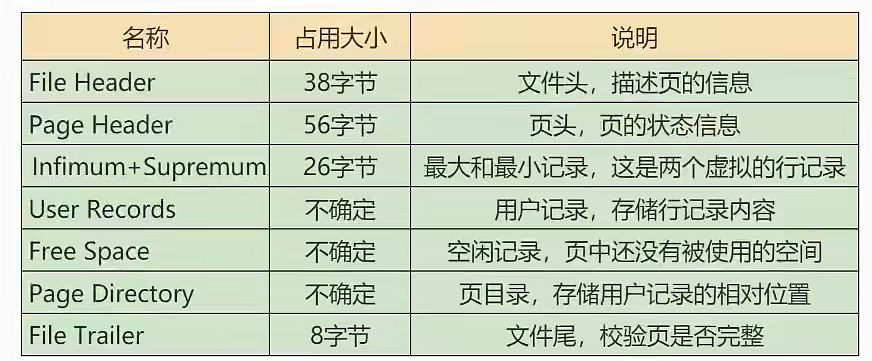 名称 占用大小 说明
File Header 38字节 文件头，描述页的信息
Page Header 56字节 页头，页的状态信息
Infimum+Supremum 26字节 最大和最小记录，这是两个虚拟的行记录
User Records 不确定 用户记录，存储行记录内容
Free Space 不确定 空闲记录，页中还没有被使用的空间
Page Directory 不确定 页目录，存储用户记录的相对位置
File Trailer 8字节 文件尾，校验页是否完整